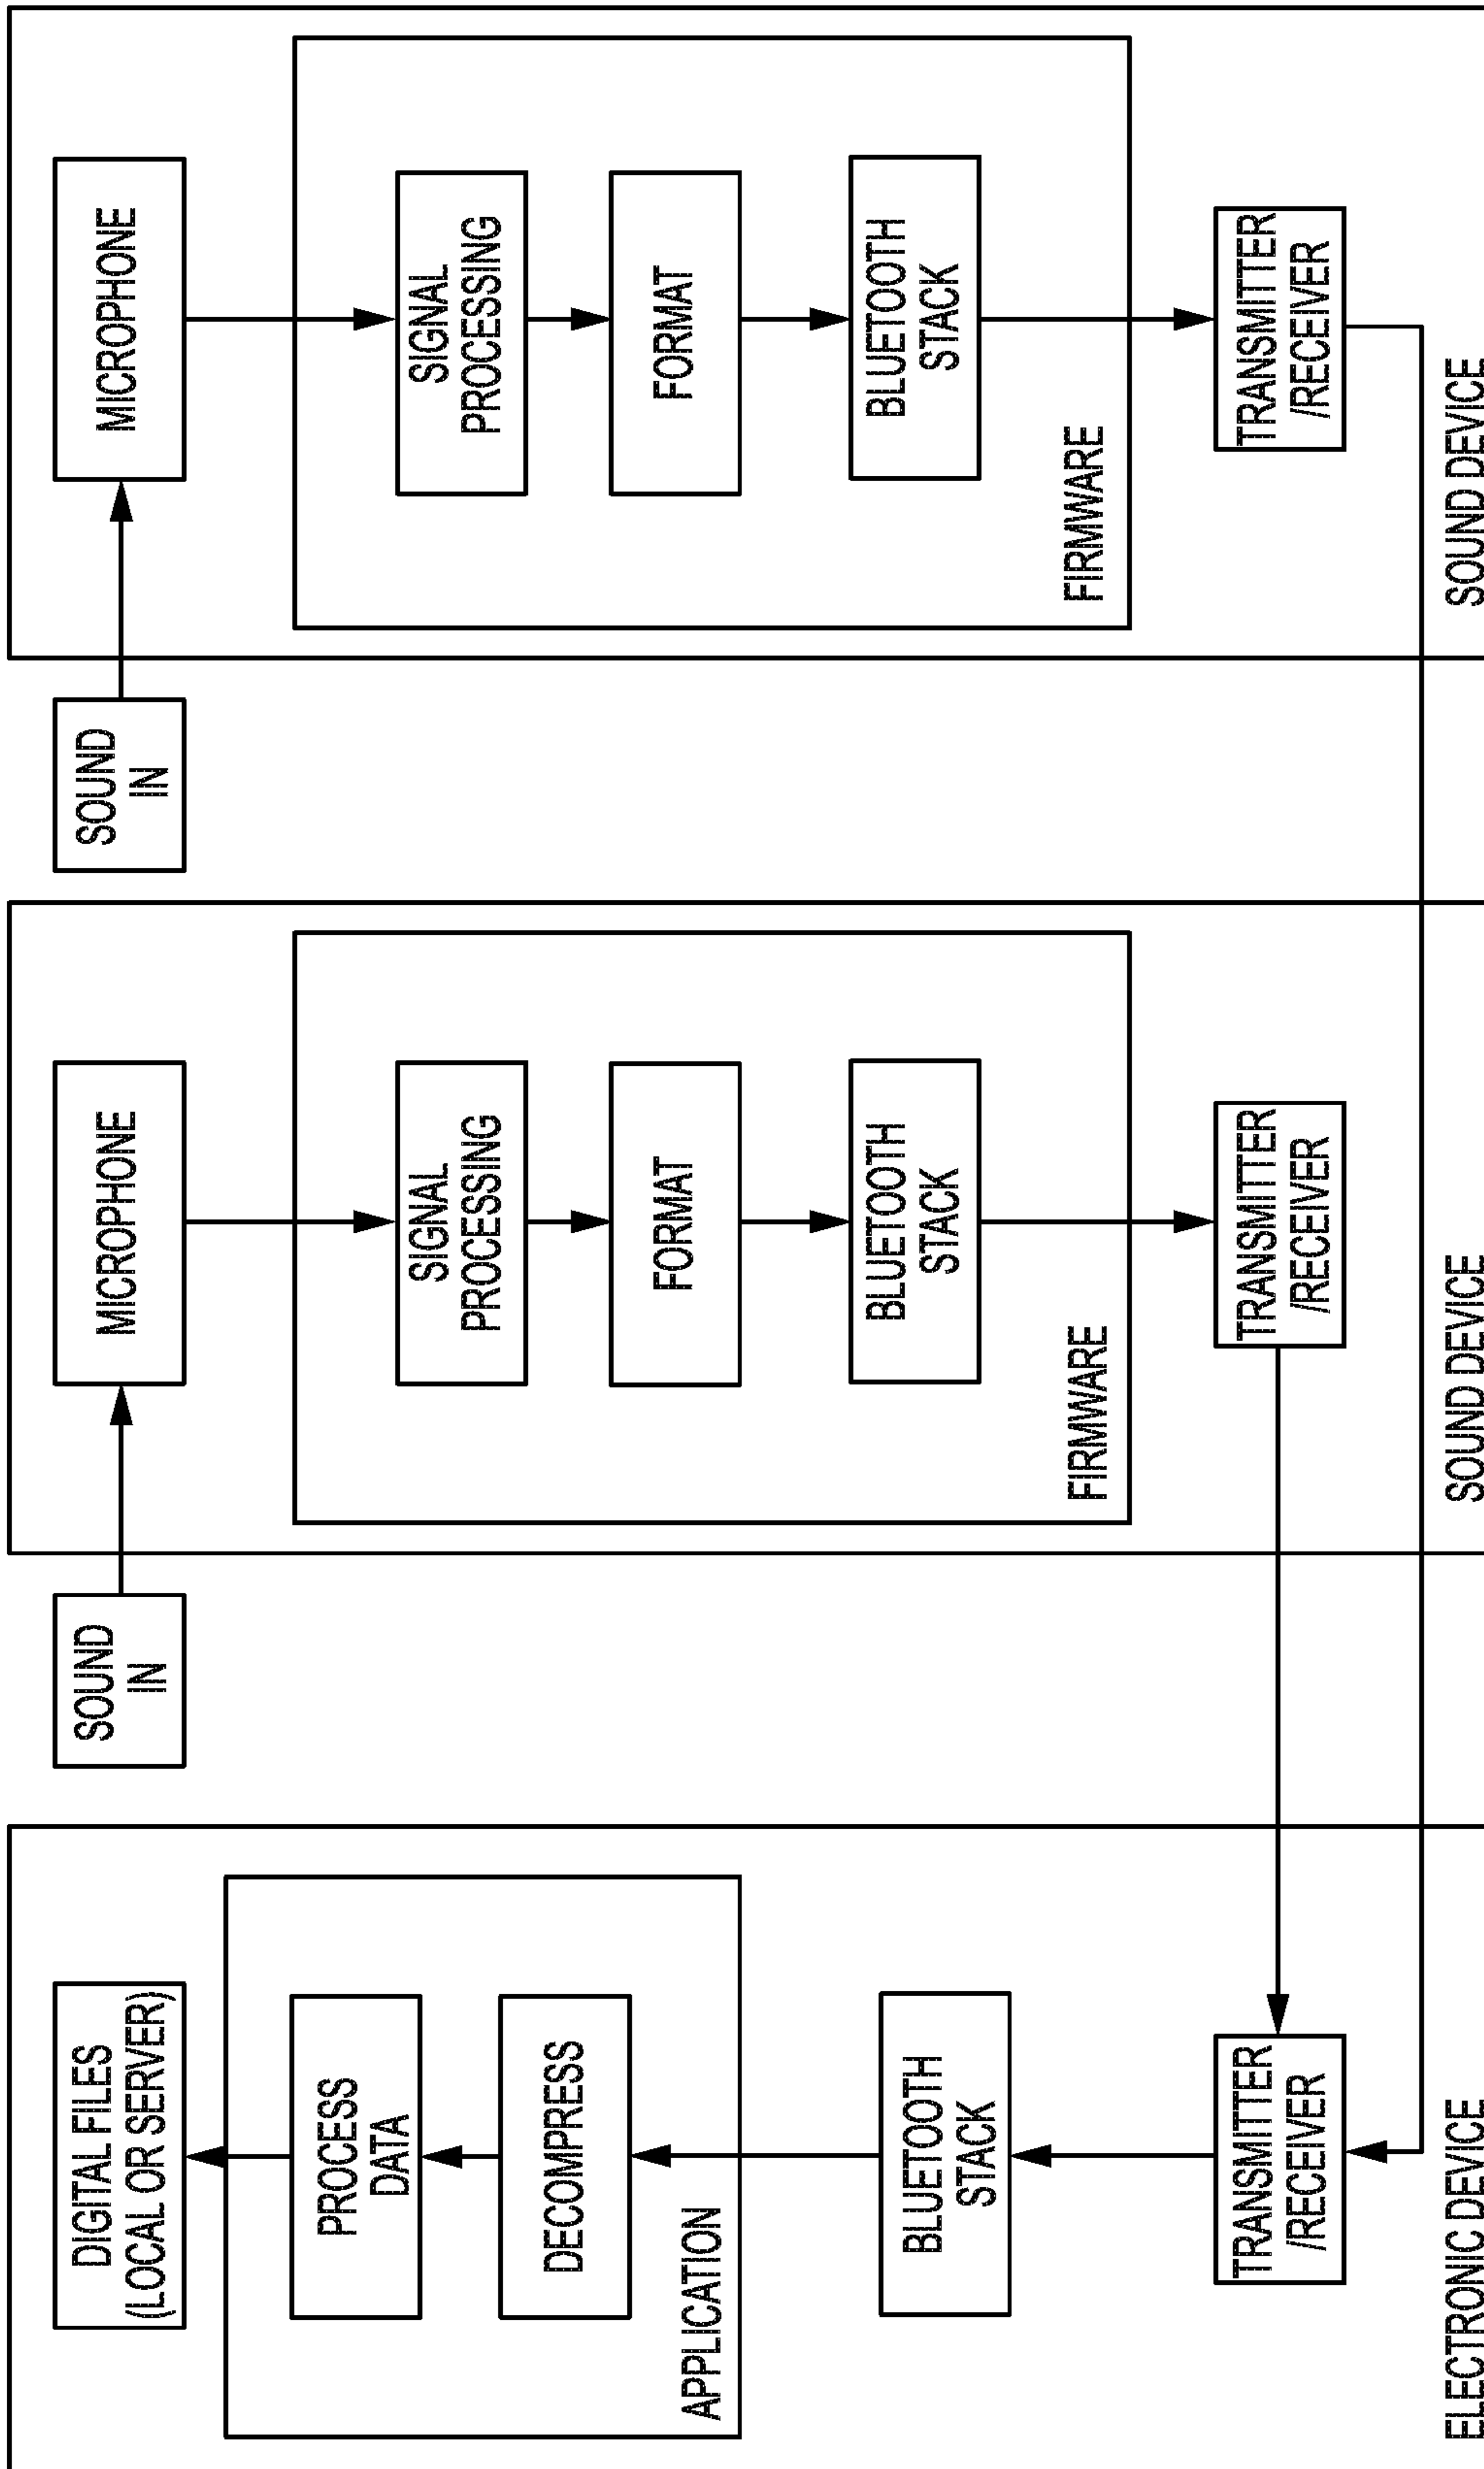 DIGITAL FILES
(LOCAL OR SERVER)
PROCESS
DATA
DECOMPRESS
APPLICATION
BLUETOOTH
STACK
TRANSMITTER
/RECEIVER
ELECTRONIC DEVICE
SOUND
IN
MICROPHONE
SIGNAL
PROCESSING
FORMAT
BLUETOOTH
STACK
FIRMWARE
TRANSMITTER
/RECEIVER
SOUND DEVICE
SOUND
IN
MICROPHONE
SIGNAL
PROCESSING
FORMAT
BLUETOOTH
STACK
FIRMWARE
TRANSMITTER
/RECEIVER
SOUND DEVICE